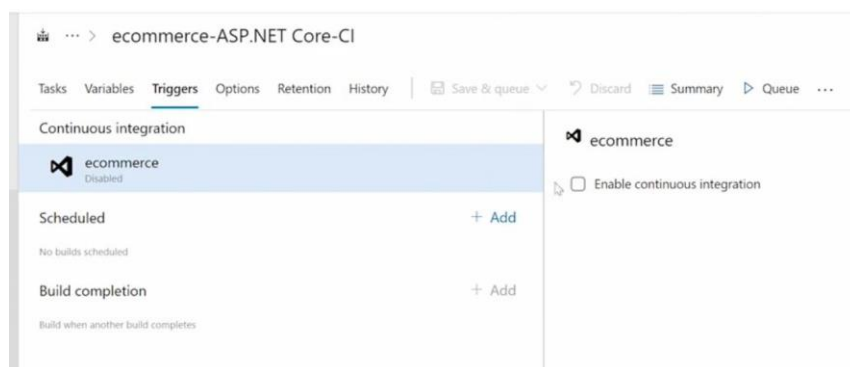 ... > ecommerce-ASP.NET Core-CI
Tasks Variables Triggers Options Retention History Save & queue Discard Summary Queue ...
Continuous integration
ecommerce
Disabled
Scheduled + Add
No builds scheduled
Build completion + Add
Build when another build completes
ecommerce
Enable continuous integration